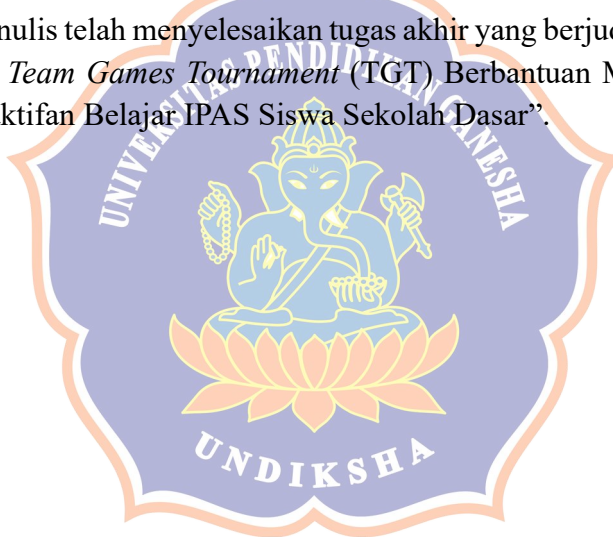 nulis telah menyelesaikan tugas akhir yang berju
Team Games Tournament (TGT) Berbantuan M
ktifan Belajar IPAS Siswa Sekolah Dasar”.
UNIVERSITAS PENDIDIKAN GANESHA
UNDIKSHA